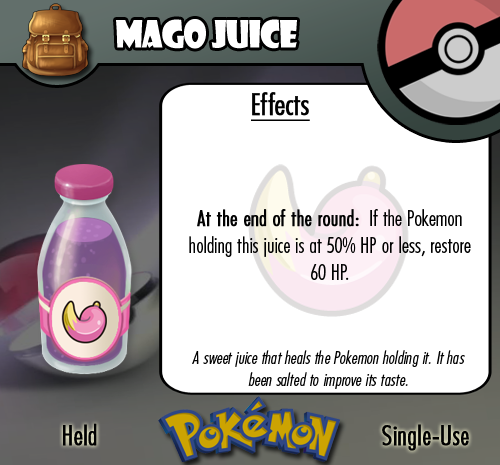 MAGO JUICE
Effects
At the end of the round: If the Pokemon
holding this juice is at 50% HP or less, restore
60 HP.
A sweet juice that heals the Pokemon holding it. It has
been salted to improve its taste.
Held
POKéMON
Single-Use